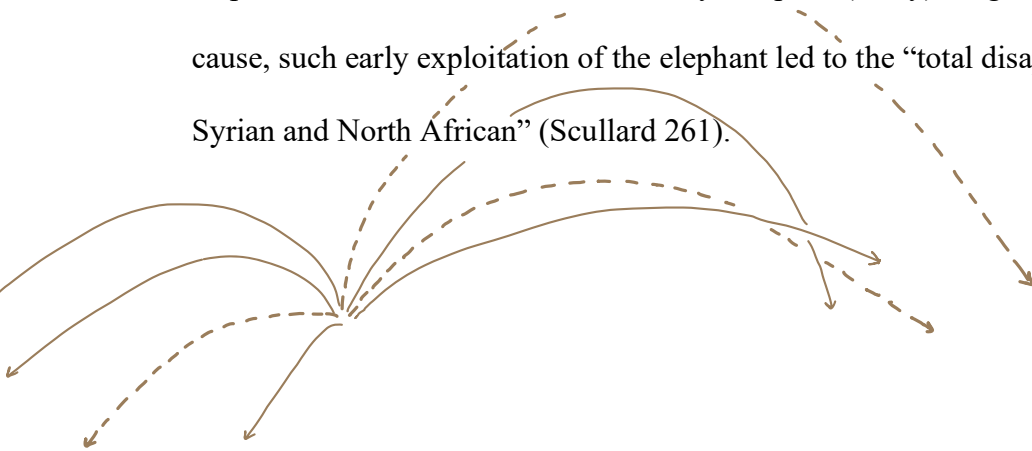 cause, such early exploitation of the elephant led to the “total disa
Syrian and North African” (Scullard 261).